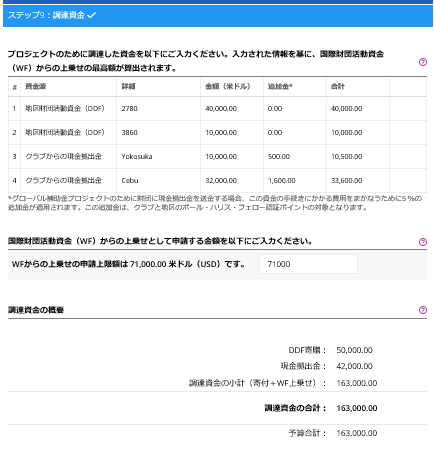 ステップ9：調達資金 ✓
プロジェクトのために調達した資金を以下にご入力ください。入力された情報を基に、国際財団活動資金
（WF）からの上乗せの最高額が算出されます。
# 資金源 詳細 金額（米ドル） 追加金* 合計
1 地区財団活動資金（DDF） 2780 40,000.00 0.00 40,000.00
2 地区財団活動資金（DDF） 3860 10,000.00 0.00 10,000.00
3 クラブからの現金拠出金 Yokosuka 10,000.00 500.00 10,500.00
4 クラブからの現金拠出金 Cebu 32,000.00 1,600.00 33,600.00
*グローバル補助金プロジェクトのために財団に現金拠出金を送金する場合、この資金の手続きにかかる費用をまかなうために5 %の
追加金が適用されます。この追加金は、クラブと地区のポール・ハリス・フェロー認証ポイントの対象となります。
国際財団活動資金（WF）からの上乗せとして申請する金額を以下にご入力ください。
WFからの上乗せの申請上限額は 71,000.00 米ドル（USD）です。 71000
調達資金の概要
DDF寄贈： 50,000.00
現金拠出金： 42,000.00
調達資金の小計（寄付＋WF上乗せ）： 163,000.00
調達資金の合計： 163,000.00
予算合計： 163,000.00